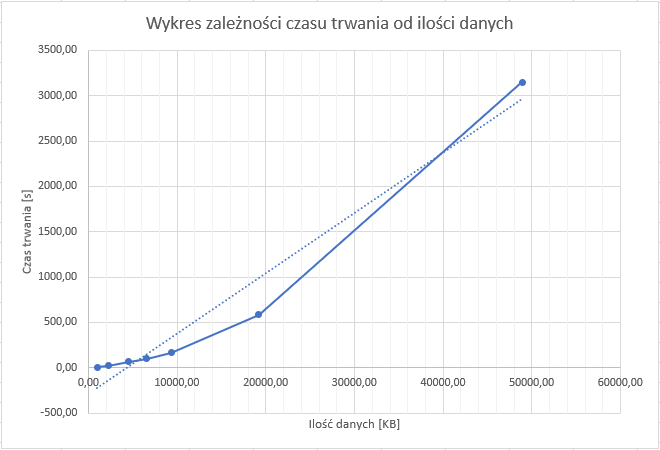 Wykres zależności czasu trwania od ilości danych
3500,00
3000,00
2500,00
2000,00
1500,00
1000,00
500,00
0,00
-500,00
Czas trwania [s]
0,00 10000,00 20000,00 30000,00 40000,00 50000,00 60000,00
Ilość danych [KB]